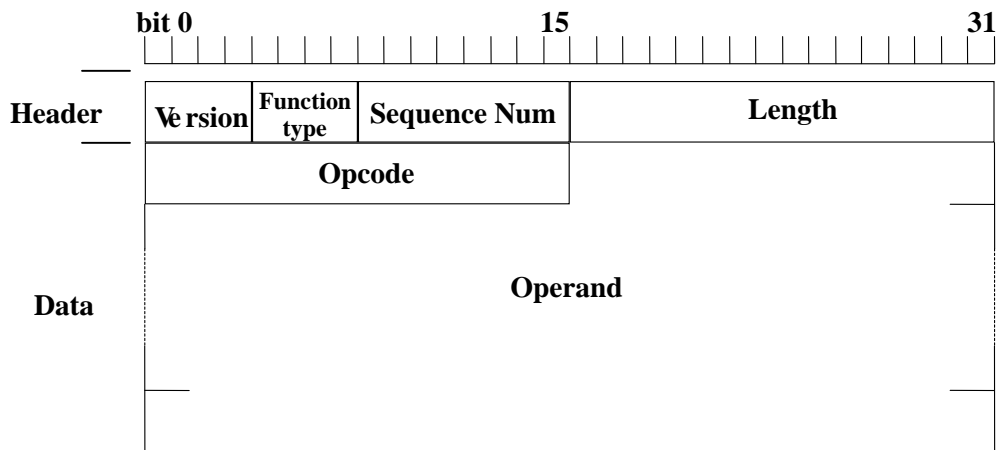 bit 0 15 31
Header Version Function type Sequence Num Length
Opcode
Operand
Data